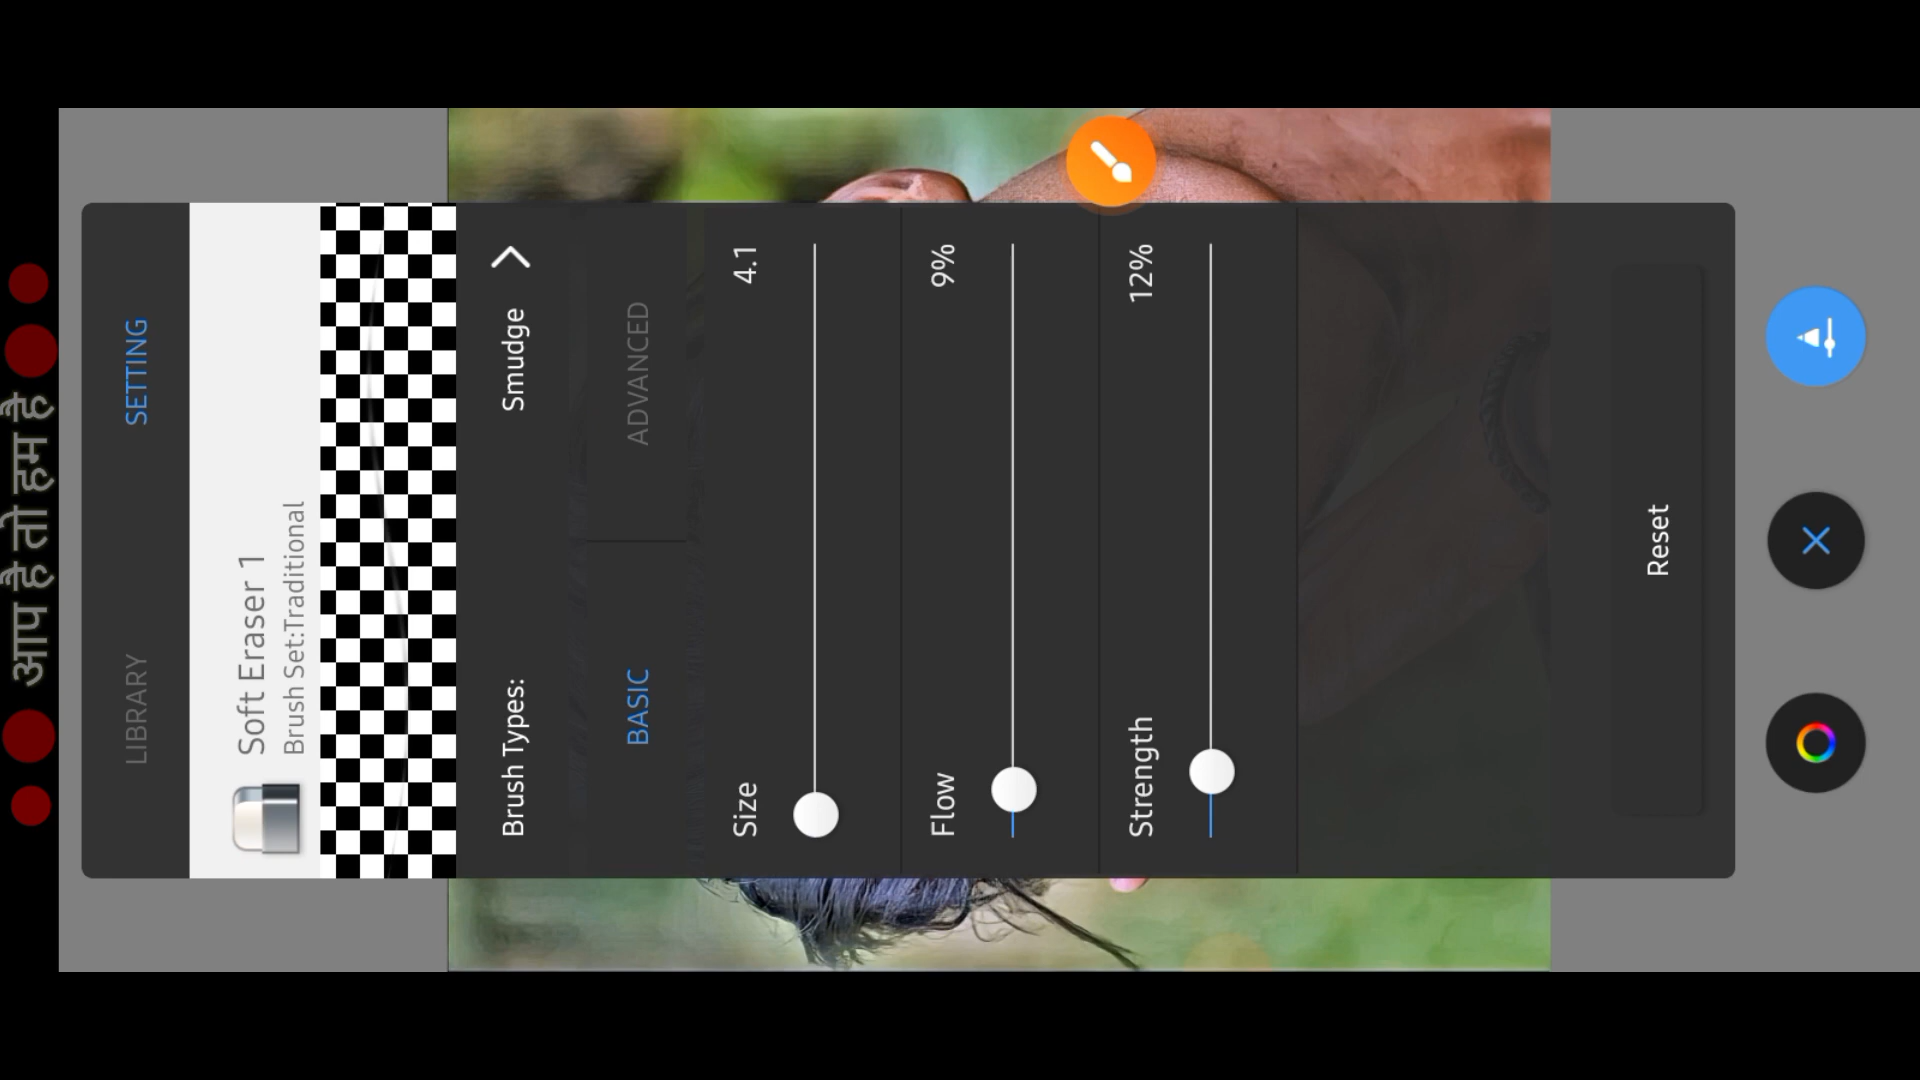 आप है तो हम है
LIBRARY
SETTING
Soft Eraser 1
Brush Set:Traditional
Brush Types:
Smudge
BASIC
ADVANCED
Size
4.1
Flow
9%
Strength
12%
Reset